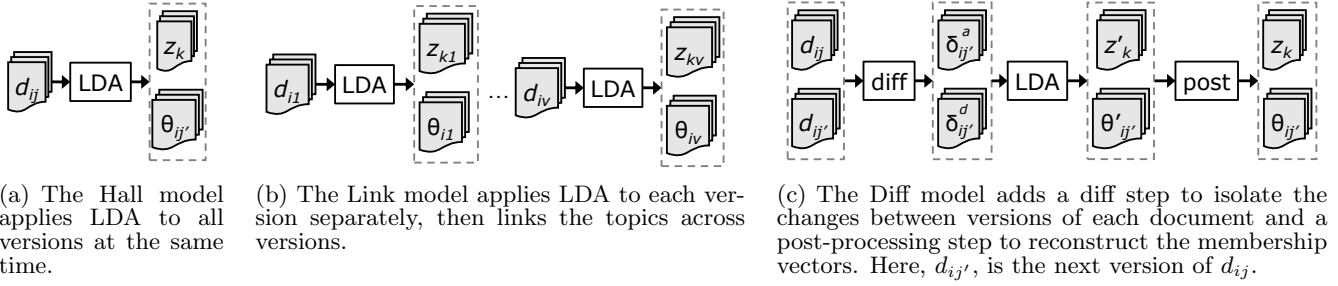 d_ij LDA z_k θ_ij'
d_i1 LDA z_k1 θ_i1 ... d_iv LDA z_kv θ_iv
d_ij d_ij' diff δ^a_ij' δ^d_ij' LDA z'_k θ'_ij' post z_k θ_ij'
(a) The Hall model
applies LDA to all
versions at the same
time.
(b) The Link model applies LDA to each ver-
sion separately, then links the topics across
versions.
(c) The Diff model adds a diff step to isolate the
changes between versions of each document and a
post-processing step to reconstruct the membership
vectors. Here, d_ij', is the next version of d_ij.